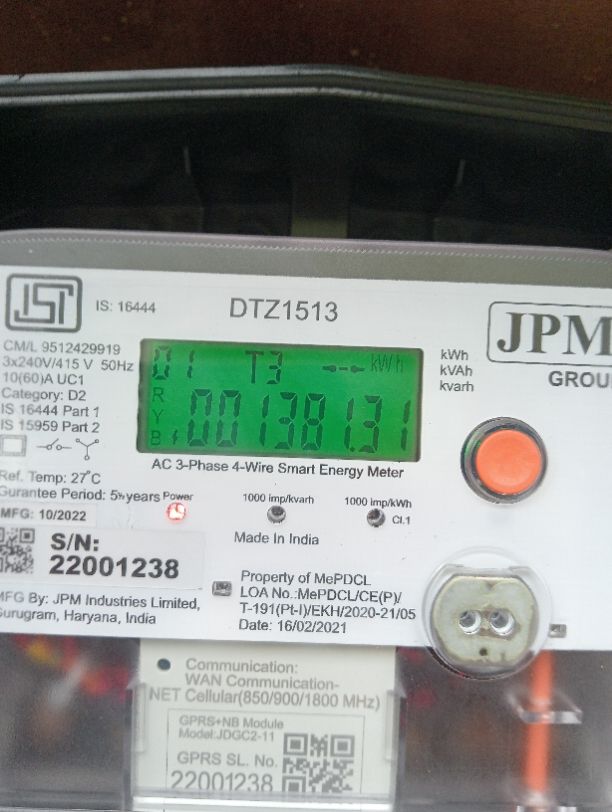 ISI
IS: 16444
DTZ1513
JPM
GROU
CM/L 9512429919
3x240V/415 V 50Hz
10(60)A UC1
Category: D2
IS 16444 Part 1
IS 15959 Part 2
01 T3 kWh
R
Y
B
001381.31
kWh
kVAh
kvarh
AC 3-Phase 4-Wire Smart Energy Meter
Ref. Temp: 27°C
Gurantee Period: 5½ years
MFG: 10/2022
Power
1000 imp/kvarh
1000 imp/kWh
Cl.1
Made In India
S/N:
22001238
MFG By: JPM Industries Limited,
Gurugram, Haryana, India
Property of MePDCL
LOA No.:MePDCL/CE(P)/
T-191(Pt-I)/EKH/2020-21/05
Date: 16/02/2021
Communication:
WAN Communication-
NET Cellular(850/900/1800 MHz)
GPRS+NB Module
Model:JDGC2-11
GPRS SL. No.
22001238